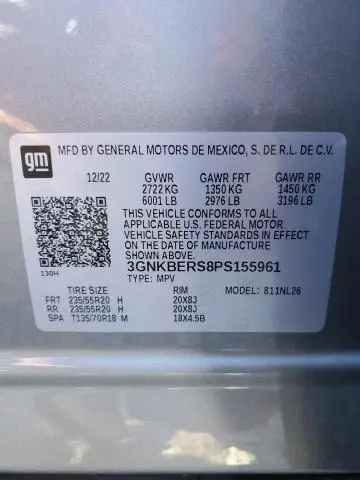 gm
MFD BY GENERAL MOTORS DE MEXICO, S. DE R.L. DE C.V.
12/22 GVWR GAWR FRT GAWR RR
2722 KG 1350 KG 1450 KG
6001 LB 2976 LB 3196 LB
THIS VEHICLE CONFORMS TO ALL
APPLICABLE U.S. FEDERAL MOTOR
VEHICLE SAFETY STANDARDS IN EFFECT
ON THE DATE OF MANUFACTURE
SHOWN ABOVE.
130H
3GNKBERS8PS155961
TYPE: MPV
TIRE SIZE RIM MODEL: 811NL26
FRT 235/55R20 H 20X8J
RR 235/55R20 H 20X8J
SPA T135/70R18 M 18X4.5B